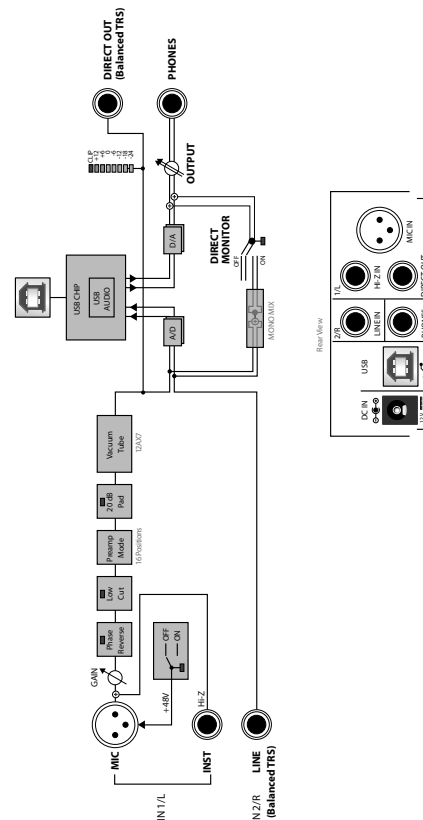 DIRECT OUT
(Balanced TRS)
PHONES
CLIP
+12
+6
0
-6
-12
-18
-24
OUTPUT
USB CHIP
USB
AUDIO
D/A
A/D
DIRECT
MONITOR
OFF
ON
MONO MIX
Vacuum
Tube
12AX7
20 dB
Pad
Preamp
Mode
16 Positions
Low
Cut
Phase
Reverse
GAIN
+48V
OFF
ON
MIC
IN 1/L
INST
Hi-Z
N 2/R
LINE
(Balanced TRS)
Rear View
DC IN
USB
2/R
1/L
LINE IN
HI-Z IN
MIC IN